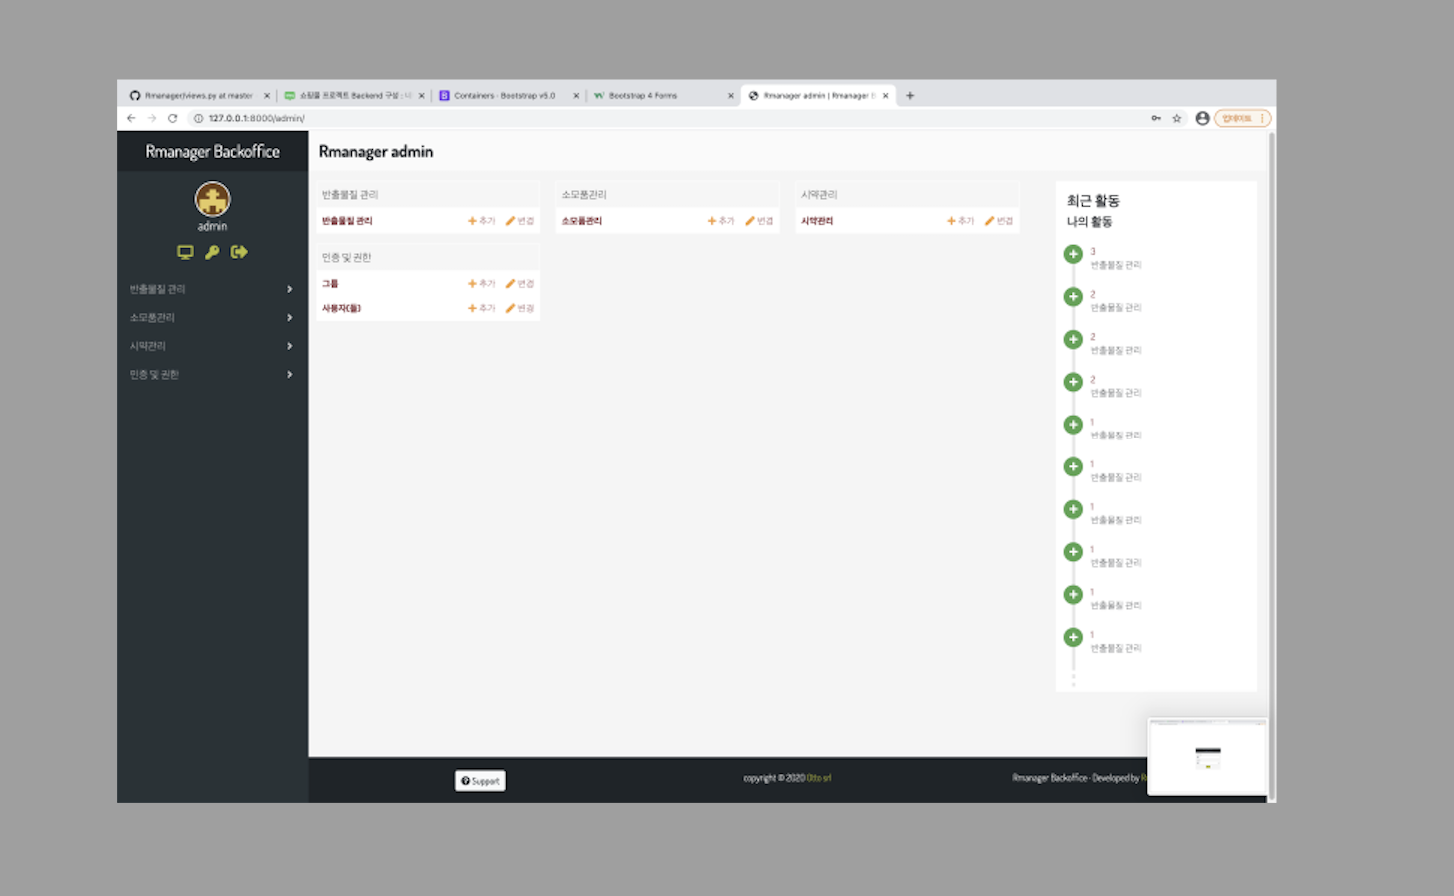 Rmanager/views.py at master
쇼핑몰 프로젝트 Backend 구성 : 네
Containers · Bootstrap v5.0
Bootstrap 4 Forms
Rmanager admin | Rmanager B
127.0.0.1:8000/admin/
업데이트
Rmanager Backoffice
admin
반출물질 관리
소모품관리
시약관리
인증 및 권한
Rmanager admin
반출물질 관리
반출물질 관리 추가 변경
소모품관리
소모품관리 추가 변경
시약관리
시약관리 추가 변경
인증 및 권한
그룹 추가 변경
사용자(들) 추가 변경
최근 활동
나의 활동
3
반출물질 관리
2
반출물질 관리
2
반출물질 관리
2
반출물질 관리
1
반출물질 관리
1
반출물질 관리
1
반출물질 관리
1
반출물질 관리
1
반출물질 관리
1
반출물질 관리
Support
copyright © 2020 Otto srl
Rmanager Backoffice · Developed by